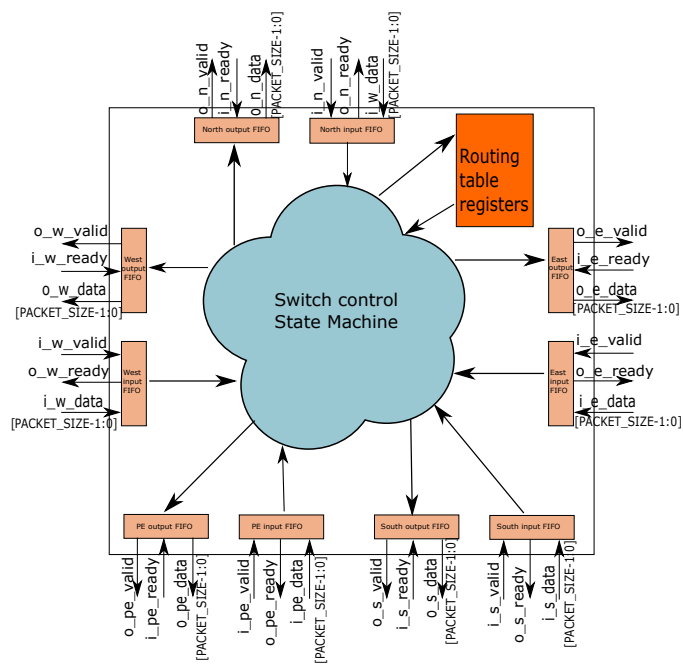 o_n_valid
i_n_ready
o_n_data
[PACKET_SIZE-1:0]
i_n_valid
o_n_ready
i_w_data
[PACKET_SIZE-1:0]
North output FIFO
North input FIFO
Routing
table
registers
o_w_valid
i_w_ready
o_w_data
[PACKET_SIZE-1:0]
West
output
FIFO
i_w_valid
o_w_ready
i_w_data
[PACKET_SIZE-1:0]
West
input
FIFO
Switch control
State Machine
East
output
FIFO
o_e_valid
i_e_ready
o_e_data
[PACKET_SIZE-1:0]
East
input
FIFO
i_e_valid
o_e_ready
i_e_data
[PACKET_SIZE-1:0]
PE output FIFO
PE input FIFO
South output FIFO
South input FIFO
o_pe_valid
i_pe_ready
o_pe_data
[PACKET_SIZE-1:0]
i_pe_valid
o_pe_ready
i_pe_data
[PACKET_SIZE-1:0]
o_s_valid
i_s_ready
o_s_data
[PACKET_SIZE-1:0]
i_s_valid
o_s_ready
i_s_data
[PACKET_SIZE-1:0]